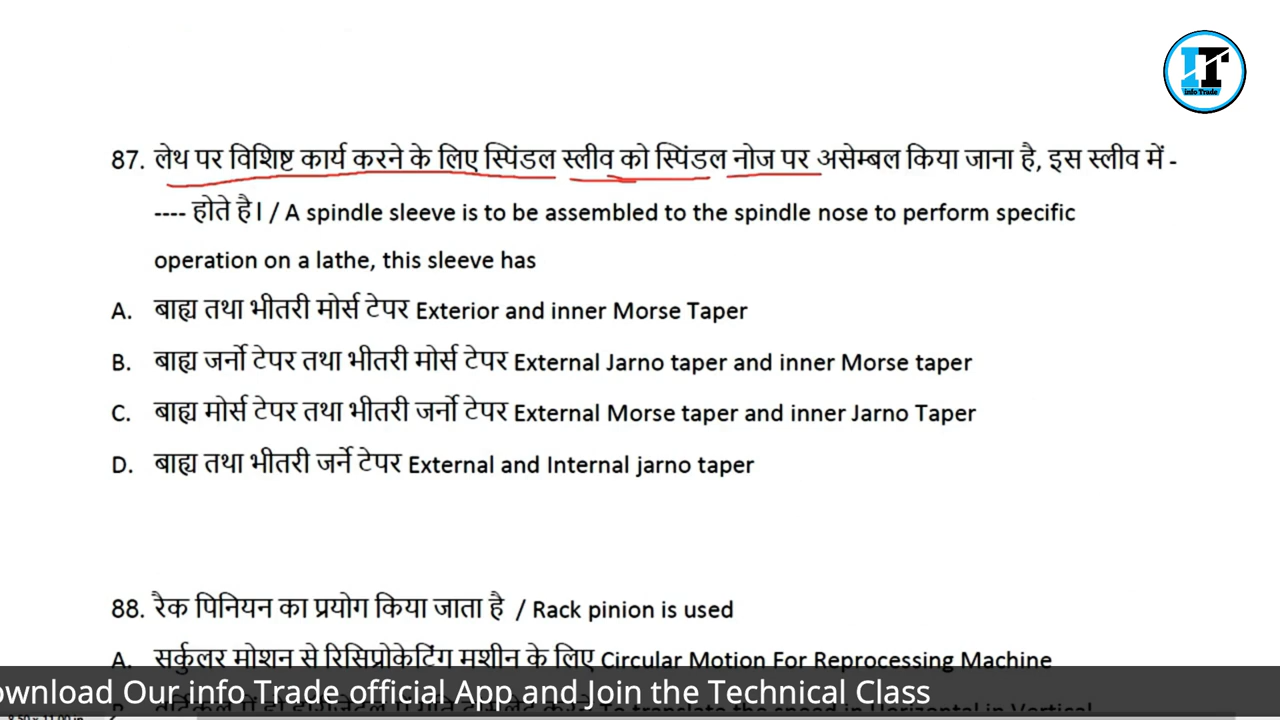 IT
info Trade
87. लेथ पर विशिष्ट कार्य करने के लिए स्पिंडल स्लीव को स्पिंडल नोज पर असेम्बल किया जाना है, इस स्लीव में -
---- होते है। / A spindle sleeve is to be assembled to the spindle nose to perform specific
operation on a lathe, this sleeve has
A. बाह्य तथा भीतरी मोर्स टेपर Exterior and inner Morse Taper
B. बाह्य जर्नो टेपर तथा भीतरी मोर्स टेपर External Jarno taper and inner Morse taper
C. बाह्य मोर्स टेपर तथा भीतरी जर्नो टेपर External Morse taper and inner Jarno Taper
D. बाह्य तथा भीतरी जर्ने टेपर External and Internal jarno taper
88. रैक पिनियन का प्रयोग किया जाता है / Rack pinion is used
A. सर्कुलर मोशन से रिसिप्रोकेटिंग मशीन के लिए Circular Motion For Reprocessing Machine
ownload Our info Trade official App and Join the Technical Class